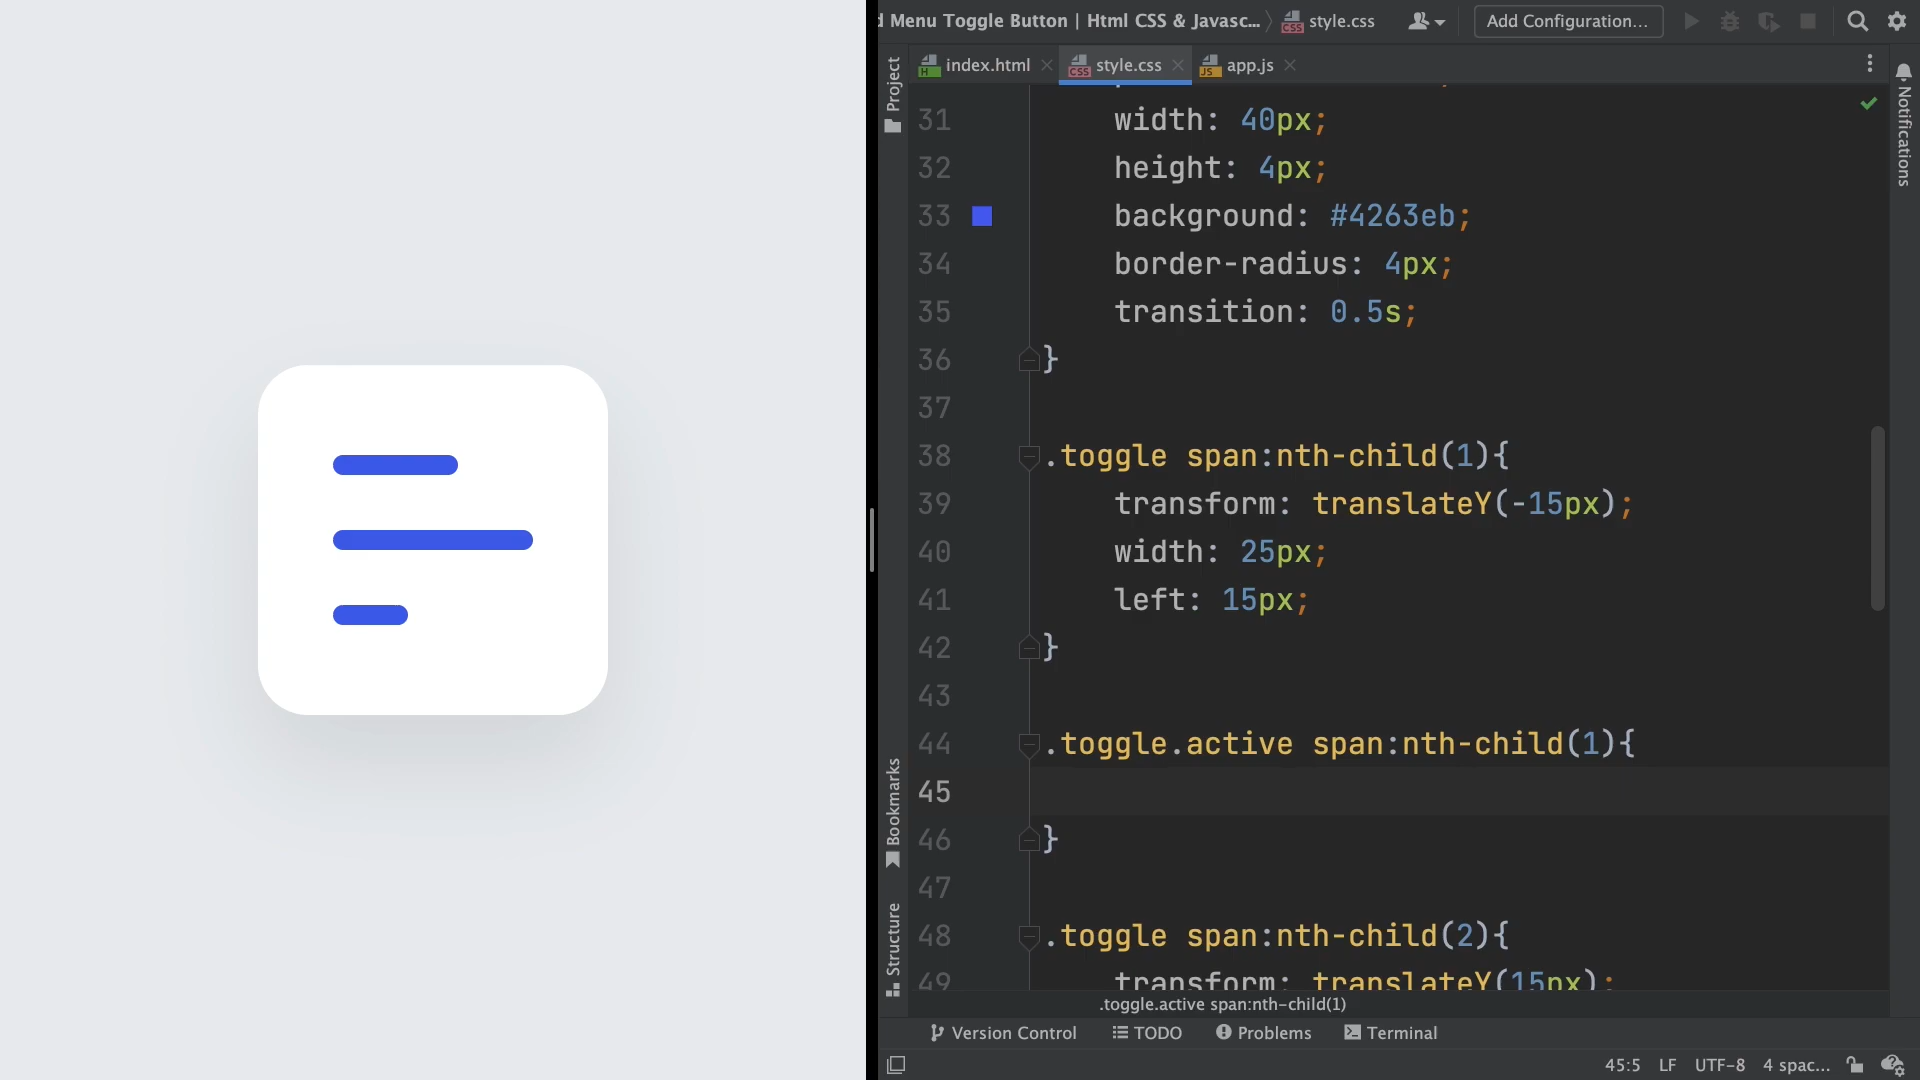 d Menu Toggle Button | Html CSS & Javasc... style.css
Add Configuration...
index.html
style.css
app.js
Project
Notifications
31 width: 40px;
32 height: 4px;
33 background: #4263eb;
34 border-radius: 4px;
35 transition: 0.5s;
36 }
37
38 .toggle span:nth-child(1){
39 transform: translateY(-15px);
40 width: 25px;
41 left: 15px;
42 }
43
44 .toggle.active span:nth-child(1){
45
46 }
47
48 .toggle span:nth-child(2){
49 transform: translateY(15px);
Bookmarks
Structure
.toggle.active span:nth-child(1)
Version Control
TODO
Problems
Terminal
45:5 LF UTF-8 4 spac...